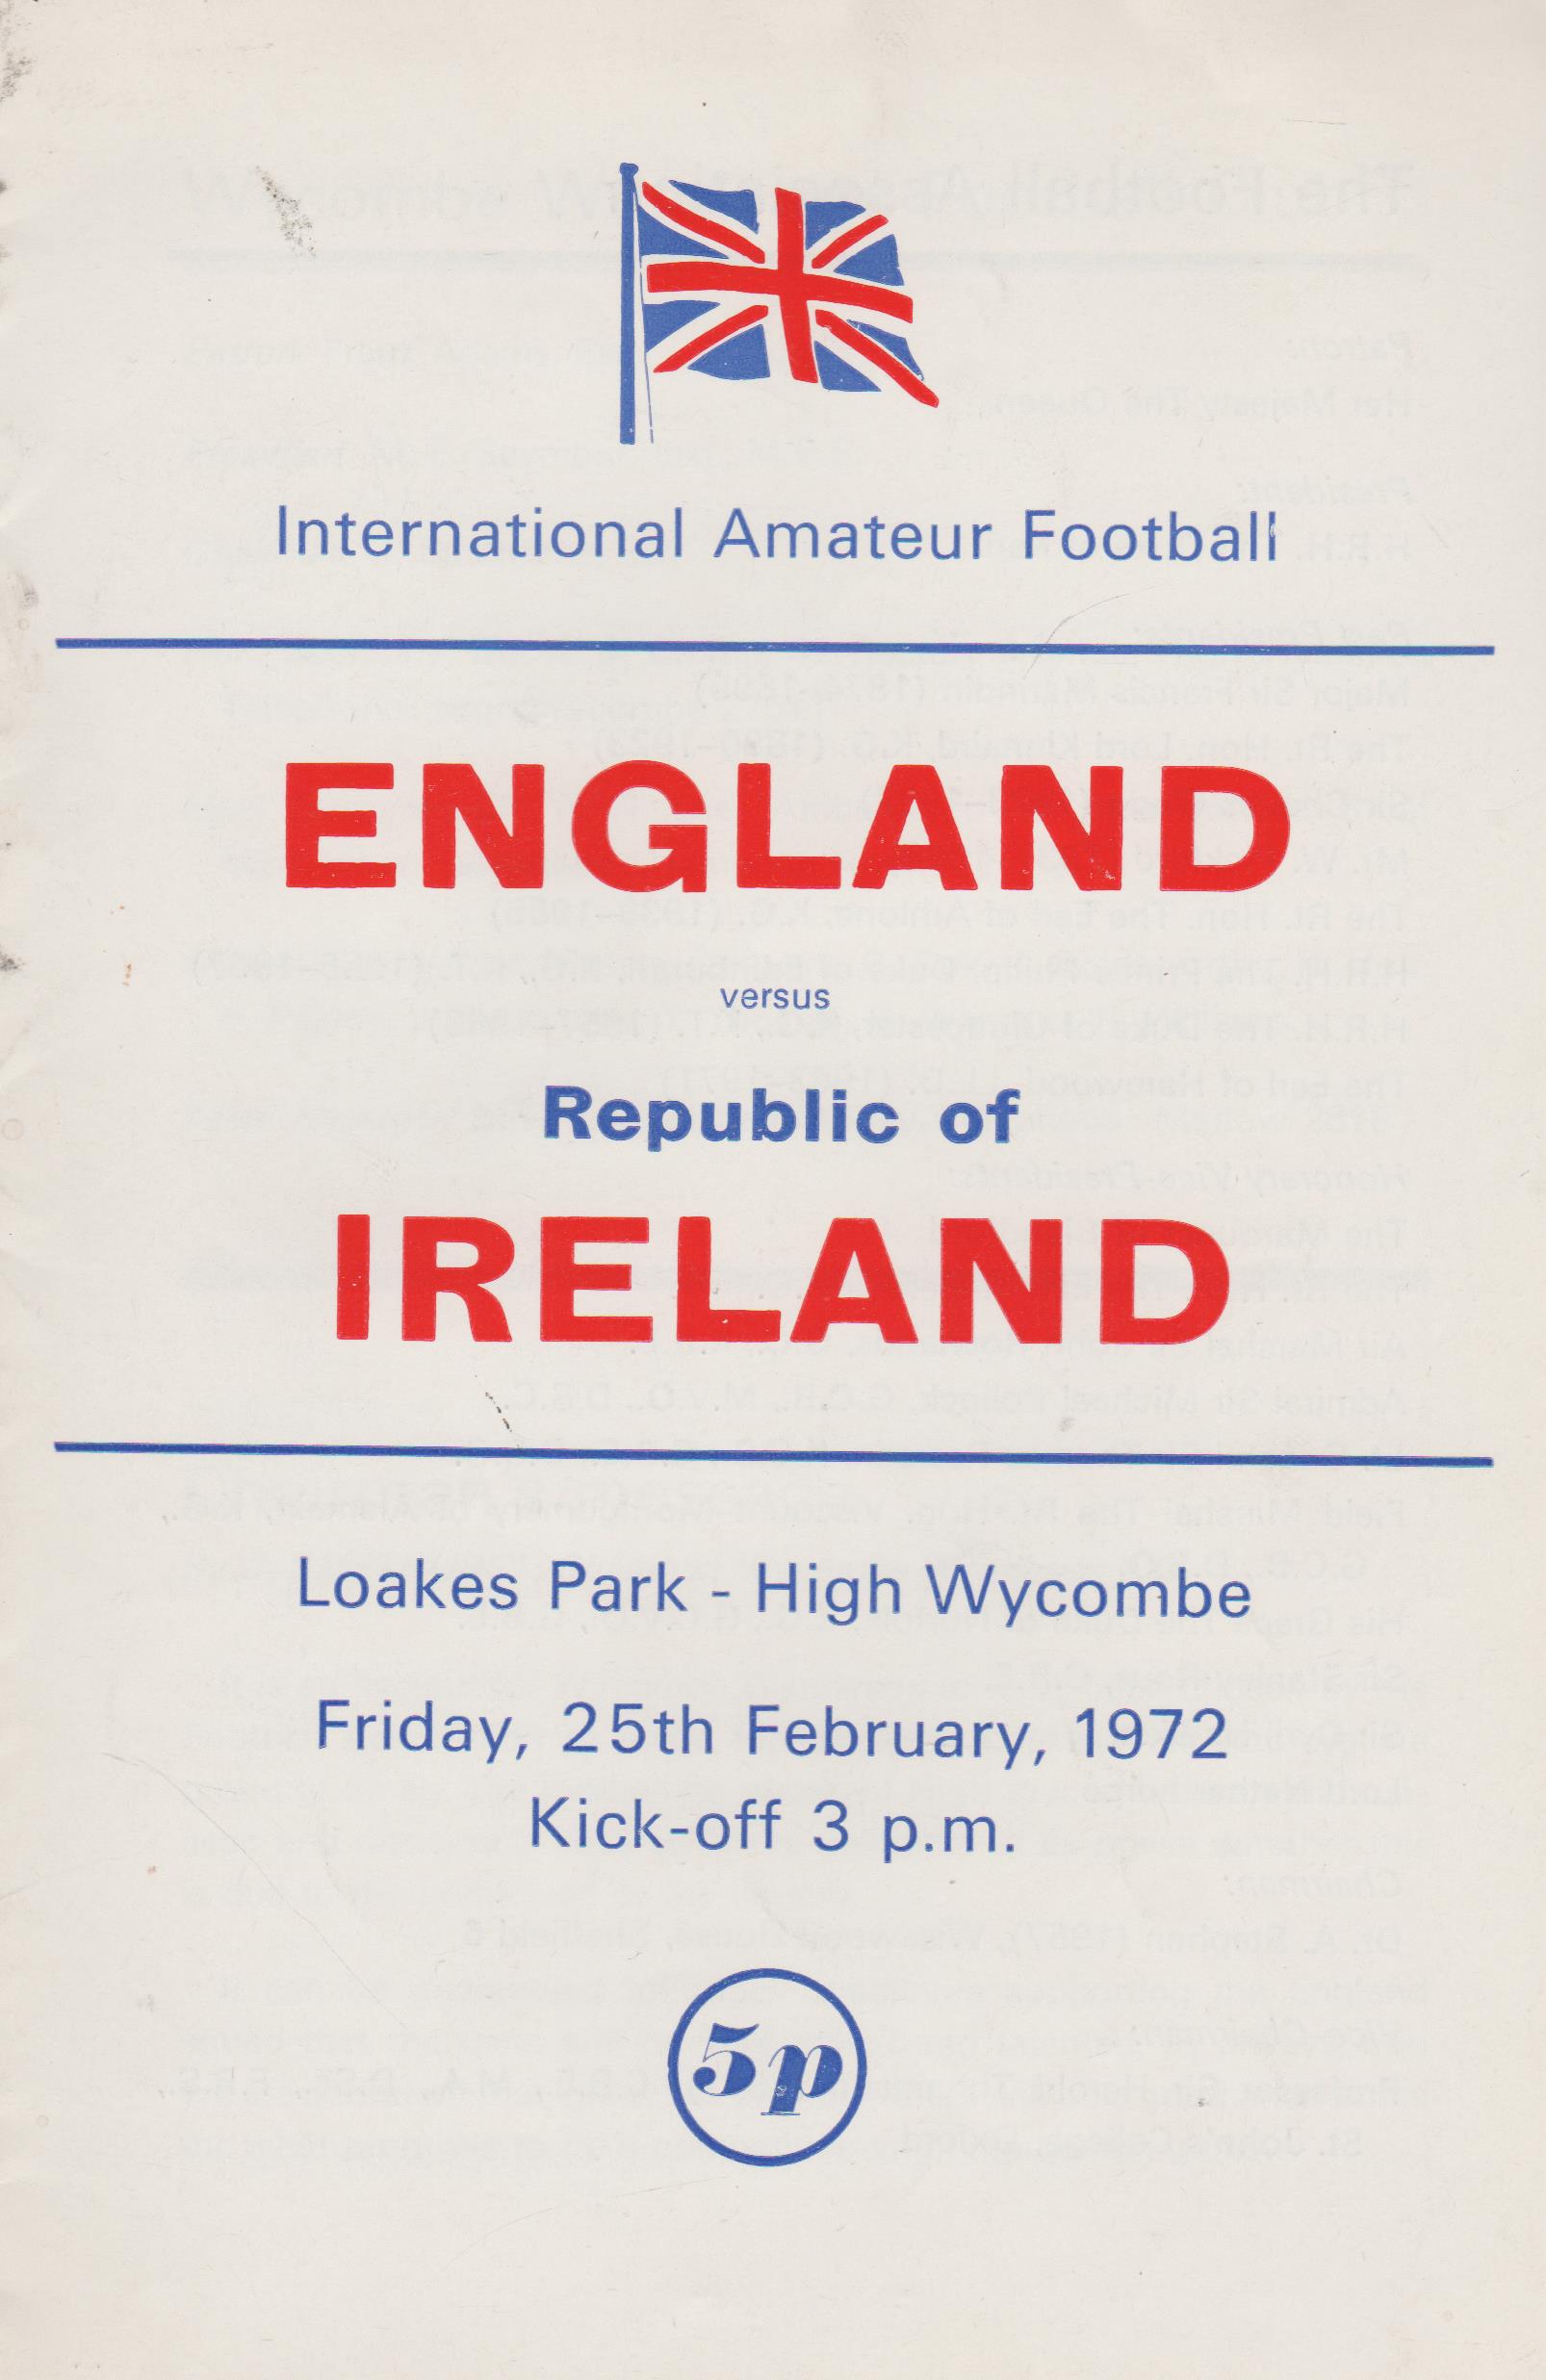 International Amateur Football
ENGLAND
versus
Republic of
IRELAND
Loakes Park - High Wycombe
Friday, 25th February, 1972
Kick-off 3 p.m.
5p